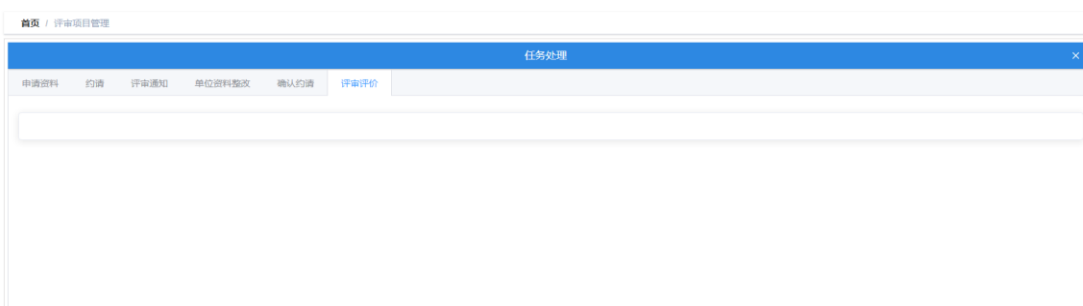 首页 / 评审项目管理
任务处理 ×
申请资料 约请 评审通知 单位资料整改 确认约请 评审评价